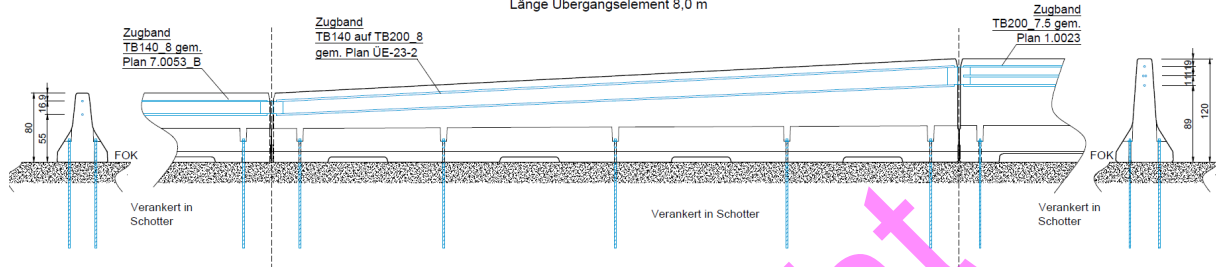 Länge Übergangselement 8,0 m
Zugband
TB140_8 gem.
Plan 7.0053_B
Zugband
TB140 auf TB200_8
gem. Plan ÜE-23-2
Zugband
TB200_7.5 gem.
Plan 1.0023
80
16,9
55
FOK
FOK
11
11
19
89
120
Verankert in
Schotter
Verankert in Schotter
Verankert in
Schotter